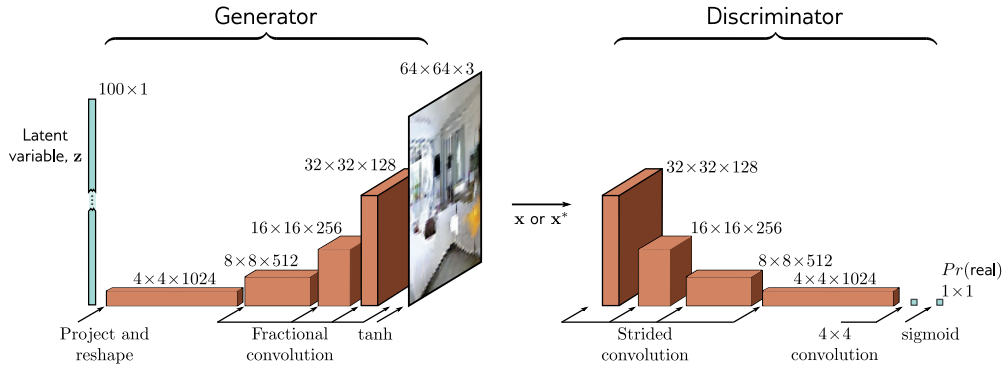 Generator
Discriminator
100×1
Latent
variable, z
4×4×1024
8×8×512
16×16×256
32×32×128
64×64×3
Project and
reshape
Fractional
convolution
tanh
x or x*
32×32×128
16×16×256
8×8×512
4×4×1024
Pr(real)
1×1
Strided
convolution
4×4
convolution
sigmoid